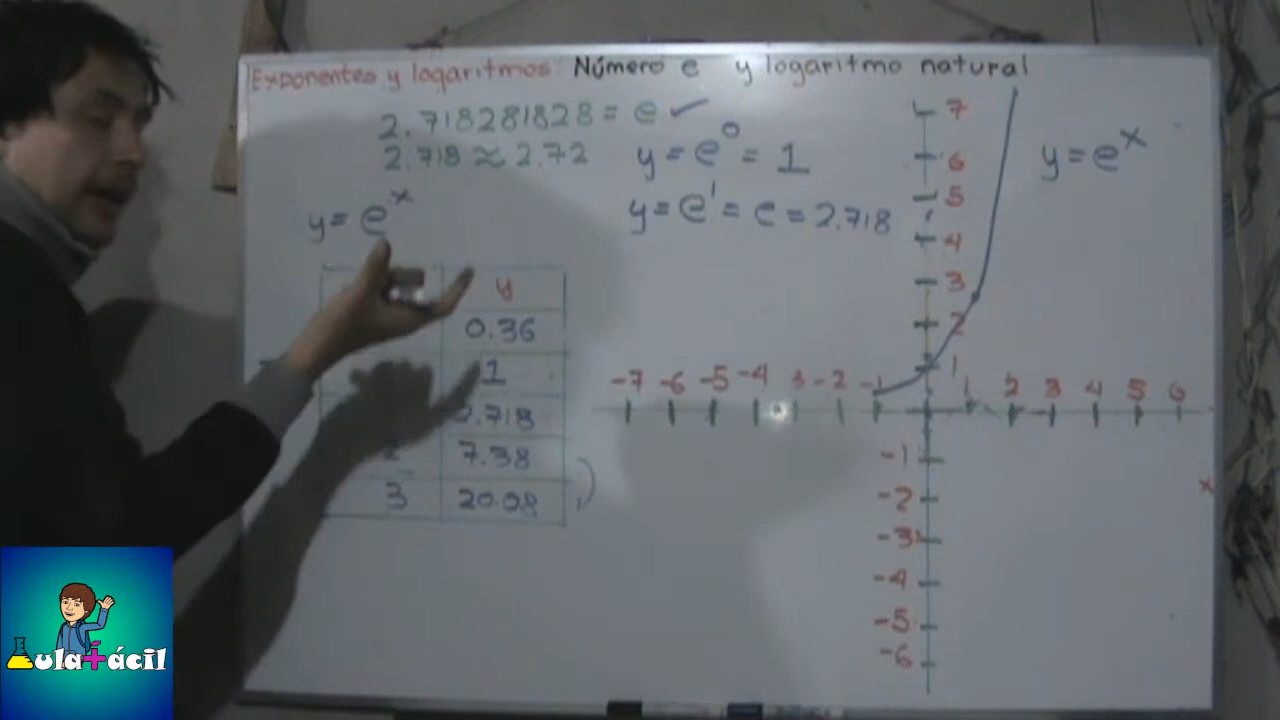 Exponentes y logaritmos Número e y logaritmo natural
2.718281828 = e ✓
2.718 ≈ 2.72
y = e⁰ = 1
y = e¹ = e = 2.718
y = eˣ
y = eˣ
y
0.36
1
2.718
2 7.38
3 20.08
7
6
5
4
3
2
1
-7 -6 -5 -4 3 -2 -1 1 2 3 4 5 6
x
-1
-2
-3
-4
-5
-6
Aula+ácil